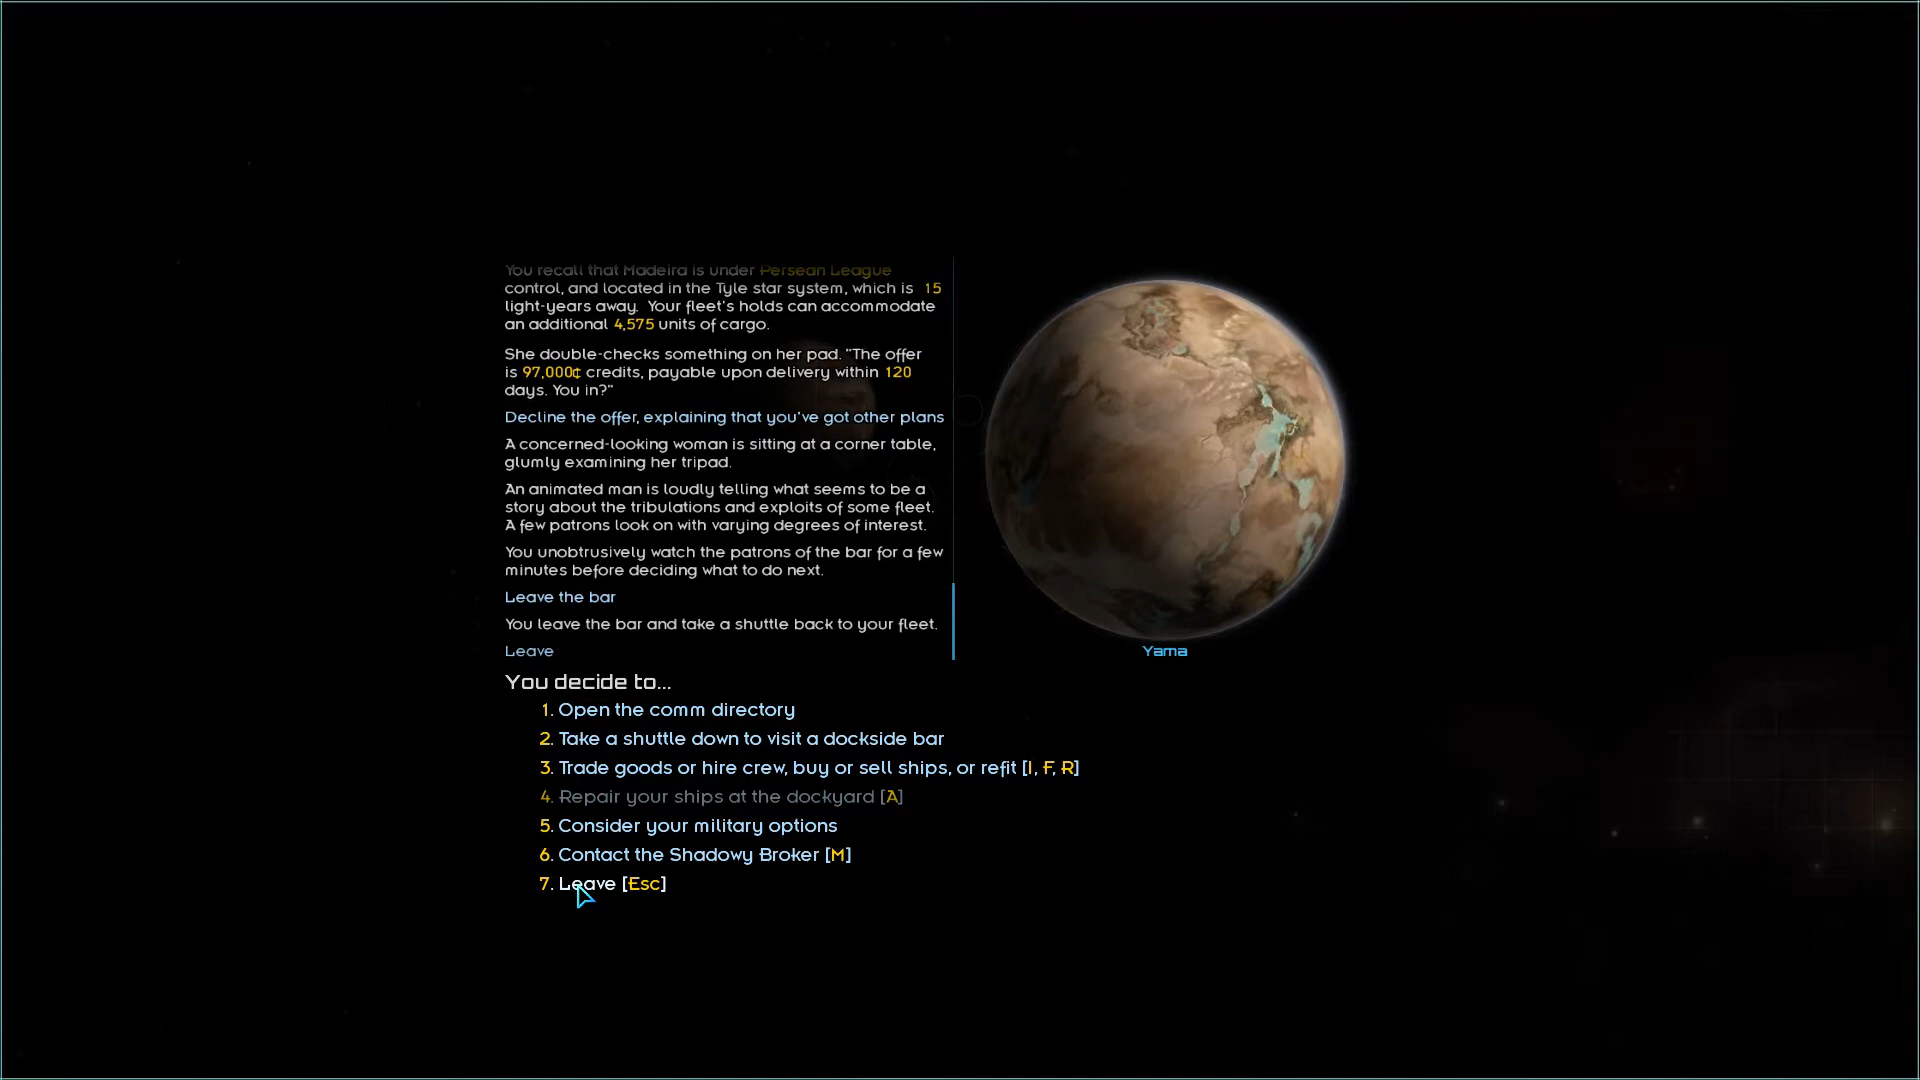 You recall that Madeira is under Persean League
control, and located in the Tyle star system, which is 15
light-years away. Your fleet's holds can accommodate
an additional 4,575 units of cargo.
She double-checks something on her pad. "The offer
is 97,000¢ credits, payable upon delivery within 120
days. You in?"
Decline the offer, explaining that you've got other plans
A concerned-looking woman is sitting at a corner table,
glumly examining her tripad.
An animated man is loudly telling what seems to be a
story about the tribulations and exploits of some fleet.
A few patrons look on with varying degrees of interest.
You unobtrusively watch the patrons of the bar for a few
minutes before deciding what to do next.
Leave the bar
You leave the bar and take a shuttle back to your fleet.
Leave
Yama
You decide to...
1. Open the comm directory
2. Take a shuttle down to visit a dockside bar
3. Trade goods or hire crew, buy or sell ships, or refit [I, F, R]
4. Repair your ships at the dockyard [A]
5. Consider your military options
6. Contact the Shadowy Broker [M]
7. Leave [Esc]